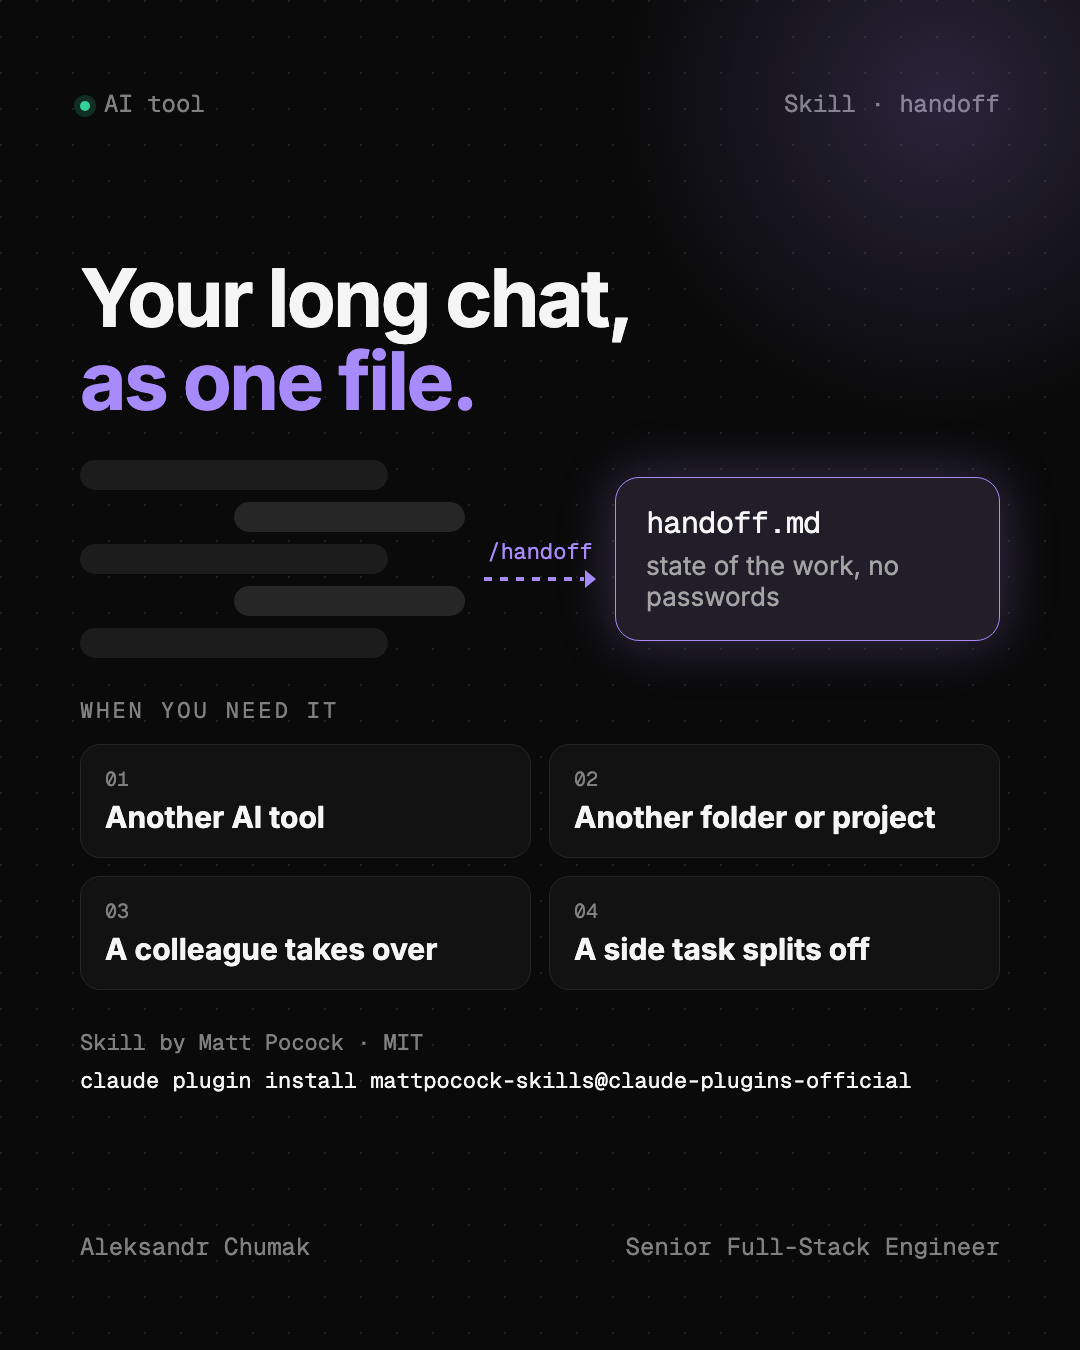 AI tool
Skill · handoff
Your long chat,
as one file.
/handoff
handoff.md
state of the work, no
passwords
WHEN YOU NEED IT
01
Another AI tool
02
Another folder or project
03
A colleague takes over
04
A side task splits off
Skill by Matt Pocock · MIT
claude plugin install mattpocock-skills@claude-plugins-official
Aleksandr Chumak
Senior Full-Stack Engineer